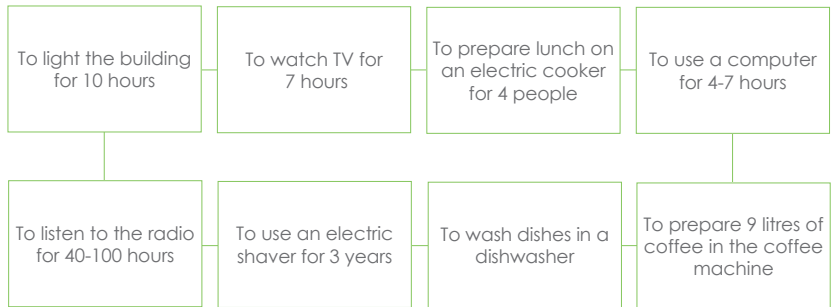 To light the building
for 10 hours
To watch TV for
7 hours
To prepare lunch on
an electric cooker
for 4 people
To use a computer
for 4-7 hours
To listen to the radio
for 40-100 hours
To use an electric
shaver for 3 years
To wash dishes in a
dishwasher
To prepare 9 litres of
coffee in the coffee
machine